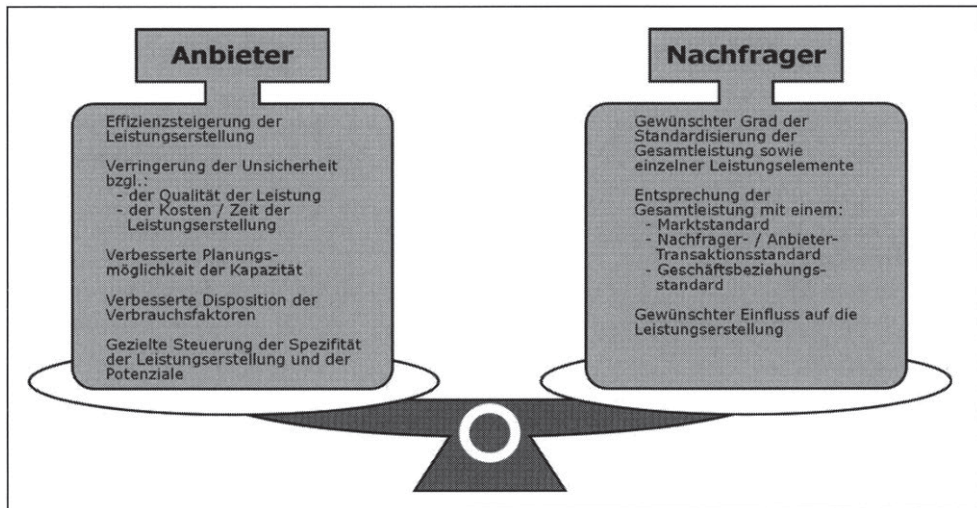 Anbieter
Effizienzsteigerung der
Leistungserstellung
Verringerung der Unsicherheit
bzgl.:
- der Qualität der Leistung
- der Kosten / Zeit der
Leistungserstellung
Verbesserte Planungs-
möglichkeit der Kapazität
Verbesserte Disposition der
Verbrauchsfaktoren
Gezielte Steuerung der Spezifität
der Leistungserstellung und der
Potenziale
Nachfrager
Gewünschter Grad der
Standardisierung der
Gesamtleistung sowie
einzelner Leistungselemente
Entsprechung der
Gesamtleistung mit einem:
- Marktstandard
- Nachfrager- / Anbieter-
Transaktionsstandard
- Geschäftsbeziehungs-
standard
Gewünschter Einfluss auf die
Leistungserstellung